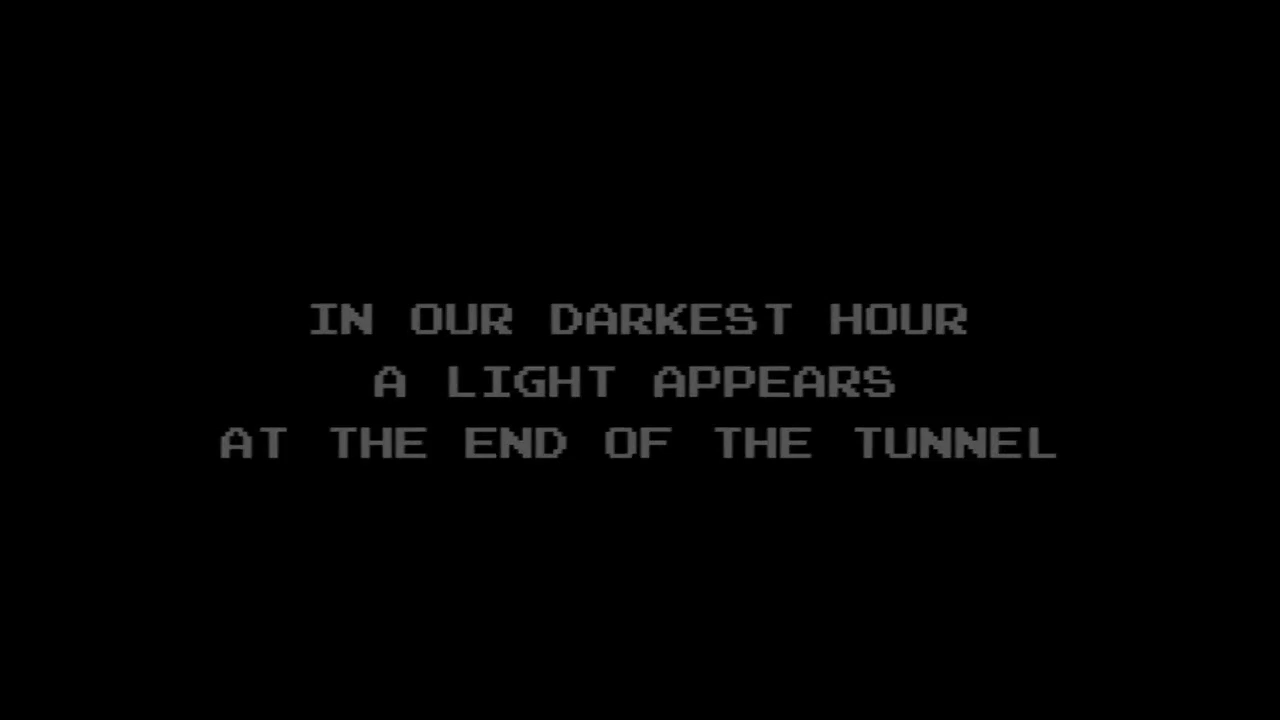 IN OUR DARKEST HOUR
A LIGHT APPEARS
AT THE END OF THE TUNNEL